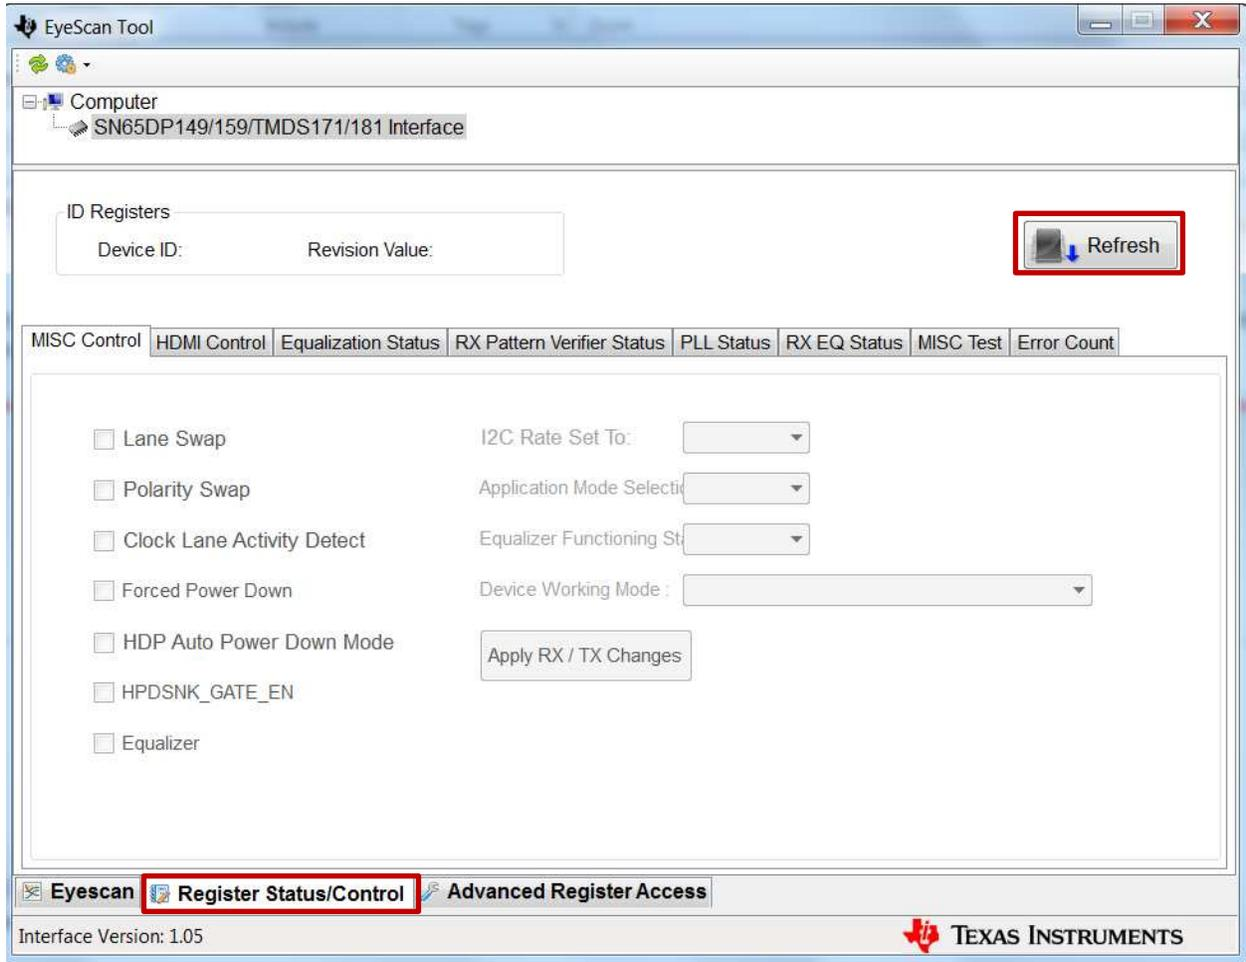 EyeScan Tool
Computer
SN65DP149/159/TMDS171/181 Interface
ID Registers
Device ID:
Revision Value:
Refresh
MISC Control
HDMI Control
Equalization Status
RX Pattern Verifier Status
PLL Status
RX EQ Status
MISC Test
Error Count
Lane Swap
I2C Rate Set To:
Polarity Swap
Application Mode Selectio
Clock Lane Activity Detect
Equalizer Functioning Sta
Forced Power Down
Device Working Mode :
HDP Auto Power Down Mode
Apply RX / TX Changes
HPDSNK_GATE_EN
Equalizer
Eyescan
Register Status/Control
Advanced Register Access
Interface Version: 1.05
TEXAS INSTRUMENTS